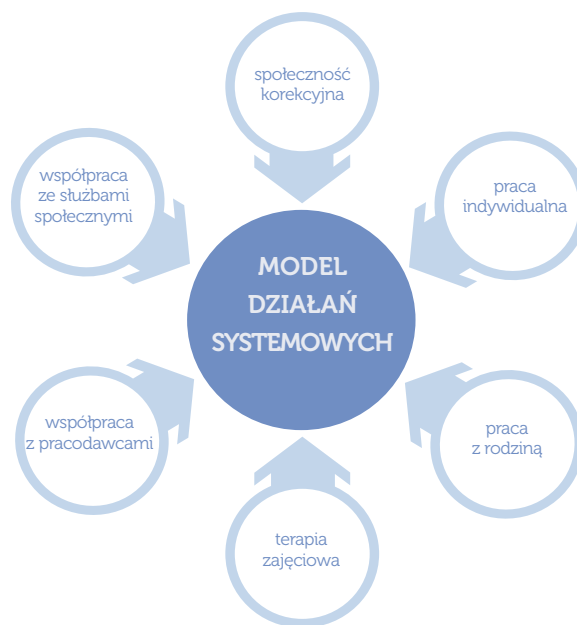 społeczność
korekcyjna
współpraca
ze służbami
społecznymi
praca
indywidualna
MODEL
DZIAŁAŃ
SYSTEMOWYCH
współpraca
z pracodawcami
praca
z rodziną
terapia
zajęciowa